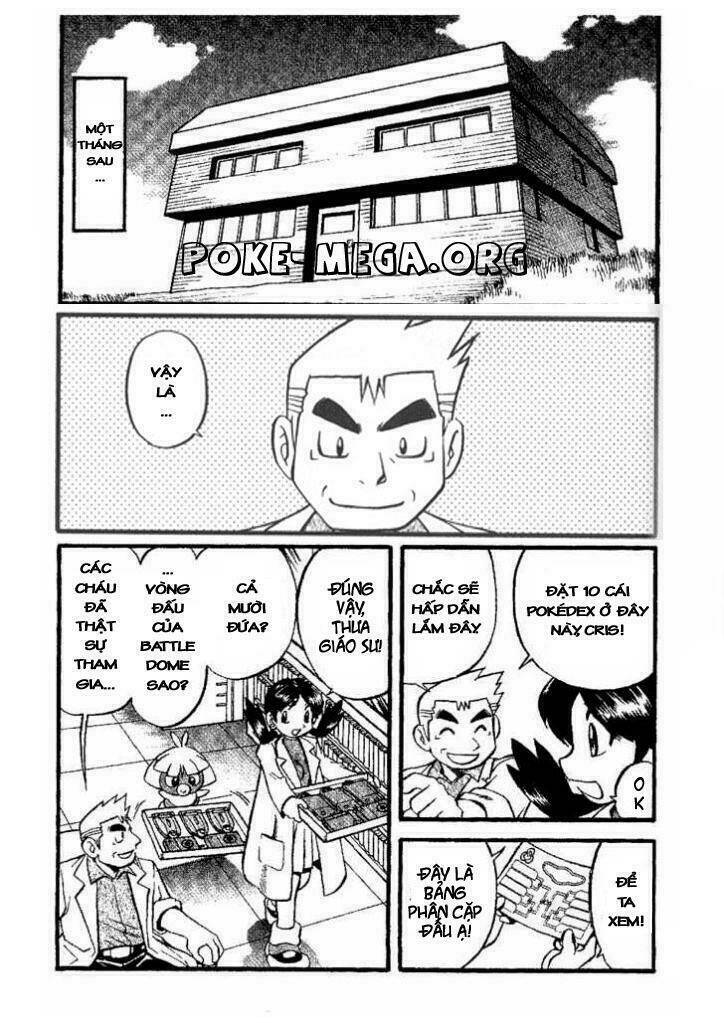 MỘT
THÁNG
SAU
...
POKE-MEGA.ORG
VẬY
LÀ
...
CÁC
CHÁU
ĐÃ
THẬT
SỰ
THAM
GIA...
...
VÒNG
ĐẤU
CỦA
BATTLE
DOME
SAO?
CẢ
MƯỜI
ĐỨA?
ĐÚNG
VẬY,
THƯA
GIÁO SƯ!
CHẮC SẼ
HẤP DẪN
LẮM ĐÂY
ĐẶT 10 CÁI
POKÉDEX Ở ĐÂY
NÀY, CRIS!
O
K
ĐÂY LÀ
BẢNG
PHÂN CẶP
ĐẤU Ạ!
ĐỂ
TA
XEM!